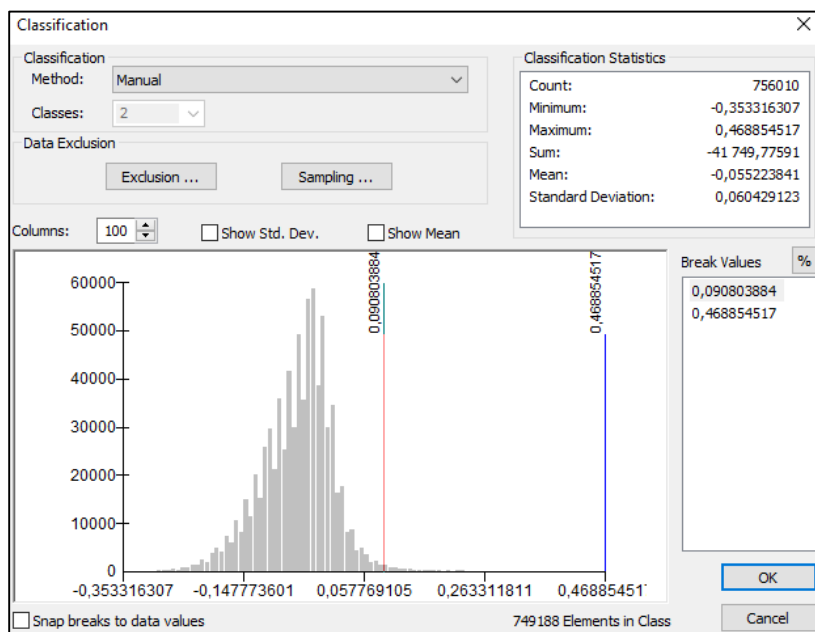 Classification
Classification
Method: Manual
Classes: 2
Data Exclusion
Exclusion ...
Sampling ...
Classification Statistics
Count: 756010
Minimum: -0,353316307
Maximum: 0,468854517
Sum: -41 749,77591
Mean: -0,055223841
Standard Deviation: 0,060429123
Columns: 100
Show Std. Dev.
Show Mean
Break Values
%
0,090803884
0,468854517
0,090803884
0,468854517
60000
50000
40000
30000
20000
10000
0
-0,353316307 -0,147773601 0,057769105 0,263311811 0,468854517
Snap breaks to data values
749188 Elements in Class
OK
Cancel